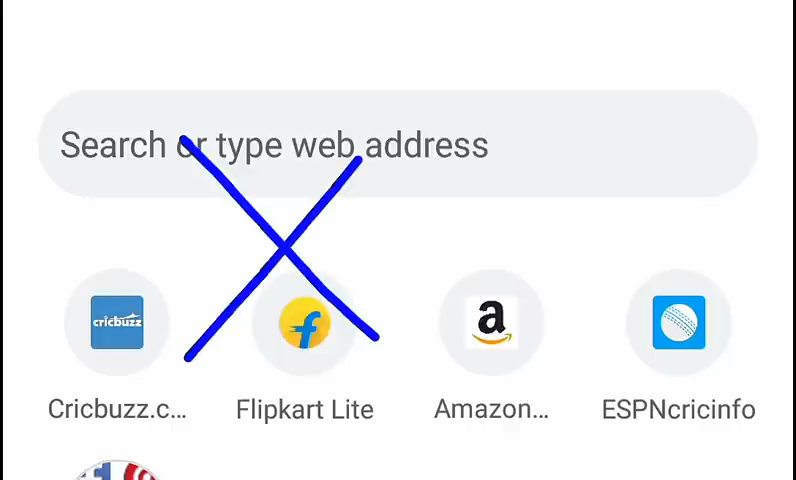 Search or type web address
cricbuzz
Cricbuzz.c...
Flipkart Lite
Amazon...
ESPNcricinfo